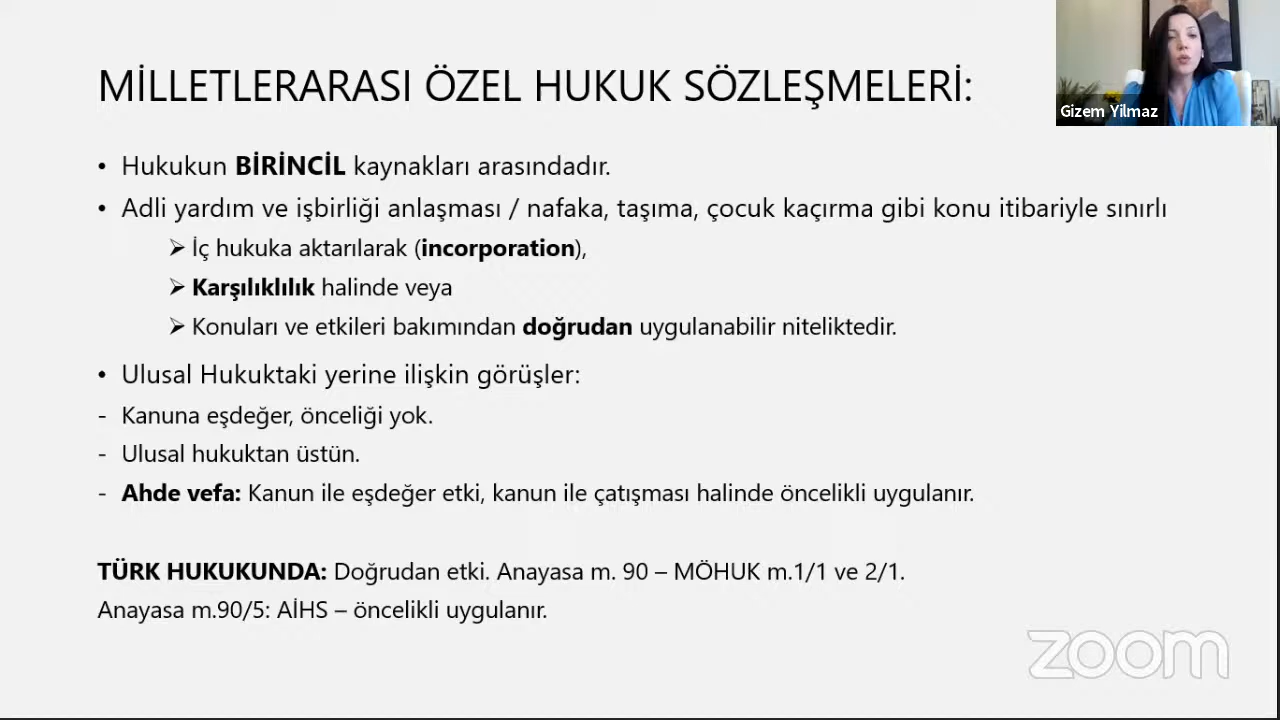 MİLLETLERARASI ÖZEL HUKUK SÖZLEŞMELERİ:
Gizem Yilmaz
• Hukukun BİRİNCİL kaynakları arasındadır.
• Adli yardım ve işbirliği anlaşması / nafaka, taşıma, çocuk kaçırma gibi konu itibariyle sınırlı
➢ İç hukuka aktarılarak (incorporation),
➢ Karşılıklılık halinde veya
➢ Konuları ve etkileri bakımından doğrudan uygulanabilir niteliktedir.
• Ulusal Hukuktaki yerine ilişkin görüşler:
- Kanuna eşdeğer, önceliği yok.
- Ulusal hukuktan üstün.
- Ahde vefa: Kanun ile eşdeğer etki, kanun ile çatışması halinde öncelikli uygulanır.
TÜRK HUKUKUNDA: Doğrudan etki. Anayasa m. 90 – MÖHUK m.1/1 ve 2/1.
Anayasa m.90/5: AİHS – öncelikli uygulanır.
zoom